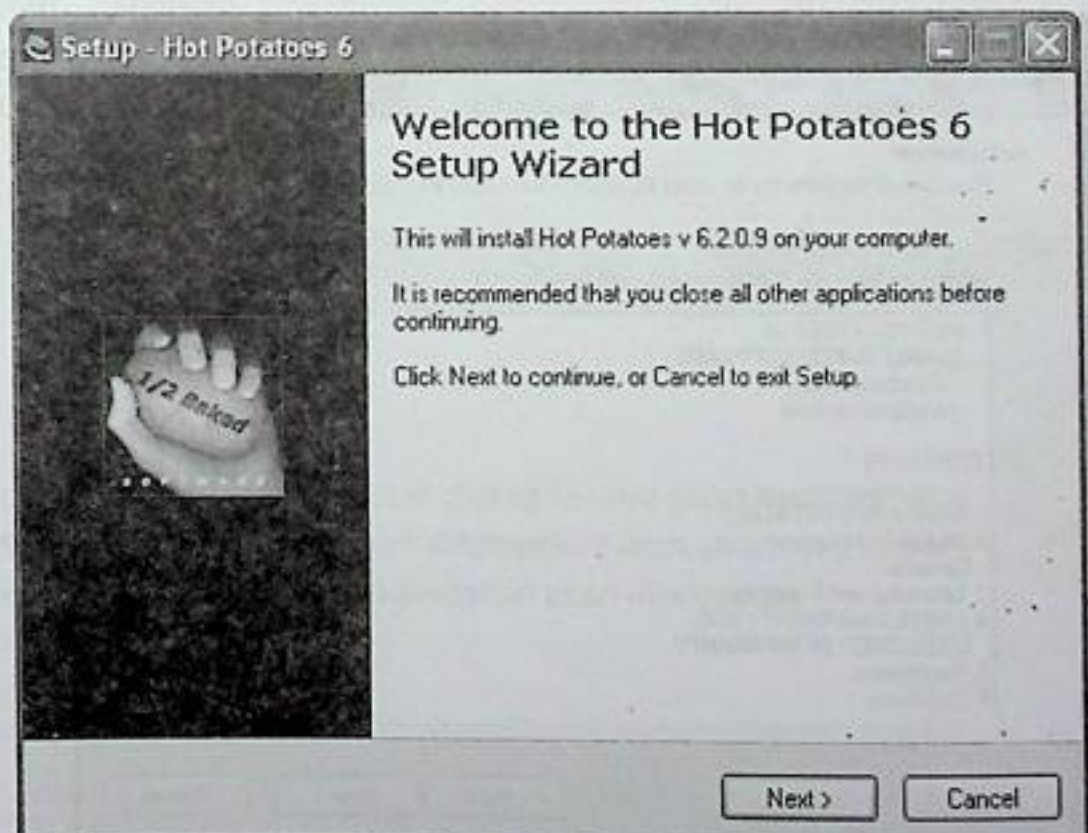 Setup - Hot Potatoes 6
Welcome to the Hot Potatoes 6
Setup Wizard
This will install Hot Potatoes v 6.2.0.9 on your computer.
It is recommended that you close all other applications before
continuing.
Click Next to continue, or Cancel to exit Setup.
1/2 Baked
SOFTWARE
Next >
Cancel